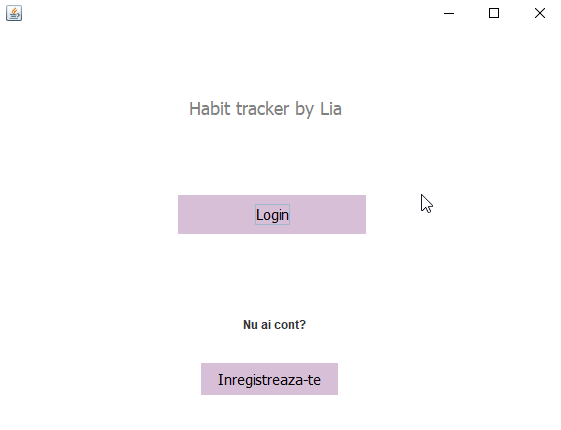 Habit tracker by Lia
Login
Nu ai cont?
Inregistreaza-te